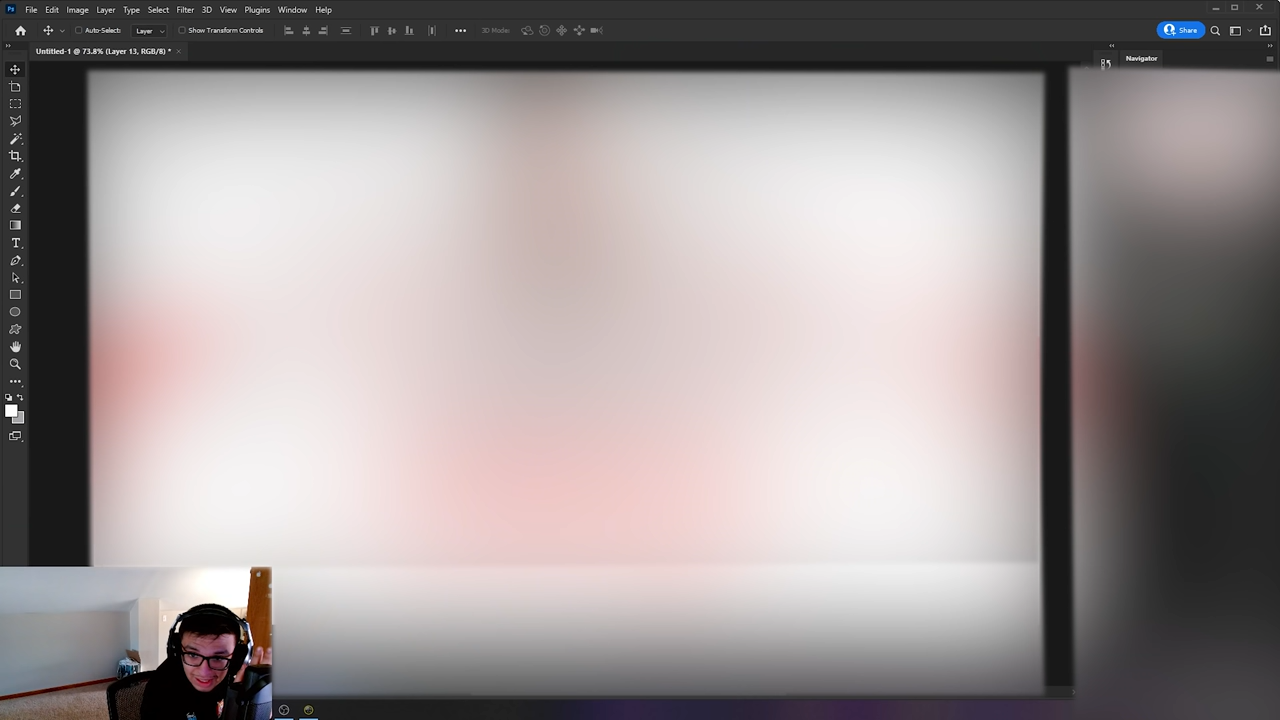 Ps File Edit Image Layer Type Select Filter 3D View Plugins Window Help
Auto-Select: Layer Show Transform Controls 3D Mode: Share
Untitled-1 @ 73.8% (Layer 13, RGB/8) *
Navigator